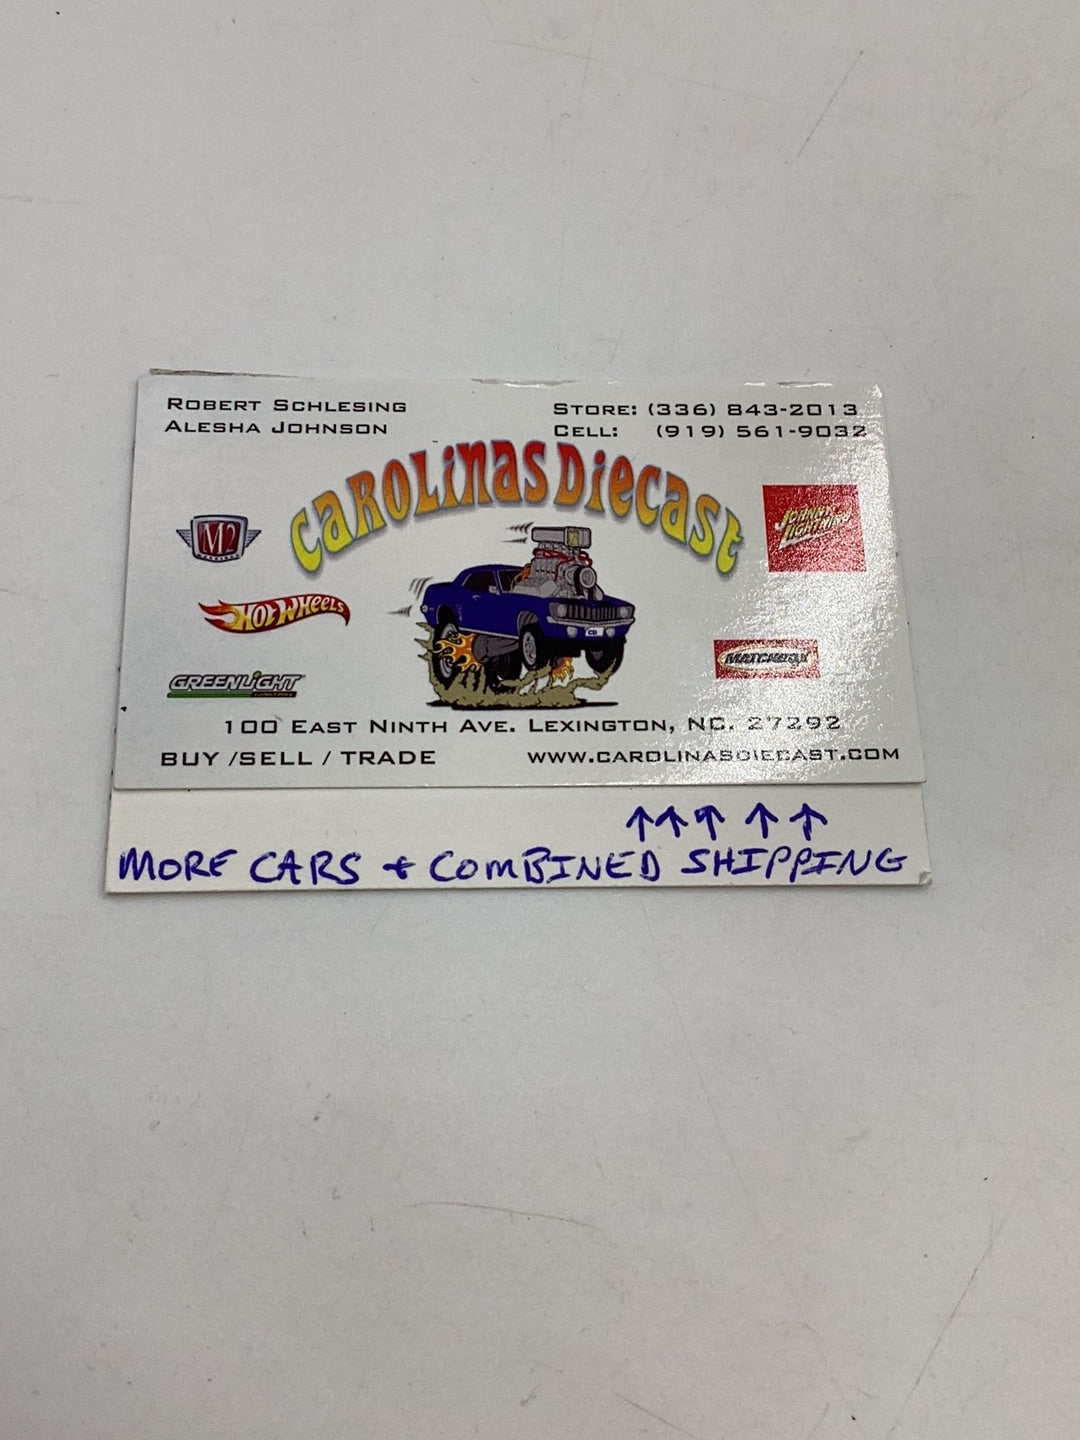 ROBERT SCHLESING
ALESHA JOHNSON
STORE: (336) 843-2013
CELL: (919) 561-9032
CAROLINAS DIECAST
M2
MACHINES
HOT WHEELS
GREENLIGHT
JOHNNY LIGHTNING
MATCHBOX
CD
100 EAST NINTH AVE. LEXINGTON, NC. 27292
BUY /SELL / TRADE
WWW.CAROLINASDIECAST.COM
↑↑↑ ↑ ↑
MORE CARS + COMBINED SHIPPING